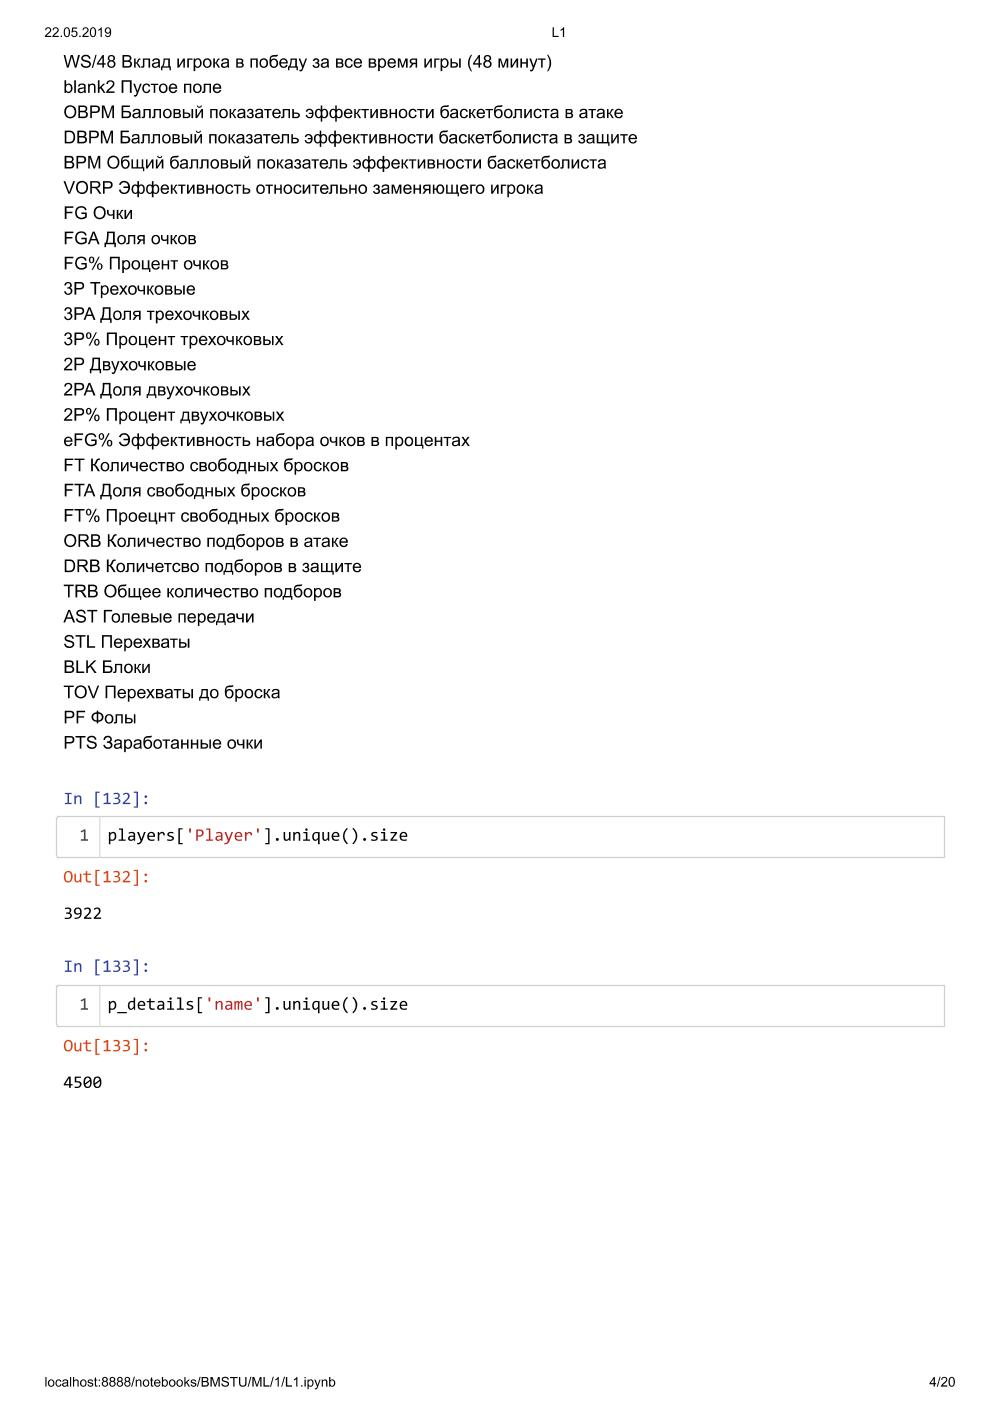 22.05.2019 L1
WS/48 Вклад игрока в победу за все время игры (48 минут)
blank2 Пустое поле
OBPM Балловый показатель эффективности баскетболиста в атаке
DBPM Балловый показатель эффективности баскетболиста в защите
BPM Общий балловый показатель эффективности баскетболиста
VORP Эффективность относительно заменяющего игрока
FG Очки
FGA Доля очков
FG% Процент очков
3P Трехочковые
3PA Доля трехочковых
3P% Процент трехочковых
2P Двухочковые
2PA Доля двухочковых
2P% Процент двухочковых
eFG% Эффективность набора очков в процентах
FT Количество свободных бросков
FTA Доля свободных бросков
FT% Проецнт свободных бросков
ORB Количество подборов в атаке
DRB Количетсво подборов в защите
TRB Общее количество подборов
AST Голевые передачи
STL Перехваты
BLK Блоки
TOV Перехваты до броска
PF Фолы
PTS Заработанные очки
In [132]:
1 players['Player'].unique().size
Out[132]:
3922
In [133]:
1 p_details['name'].unique().size
Out[133]:
4500
localhost:8888/notebooks/BMSTU/ML/1/L1.ipynb 4/20